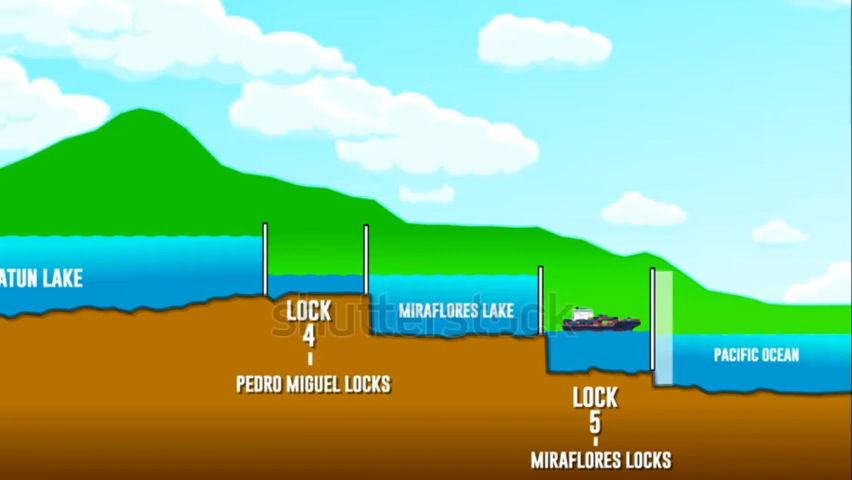 ATUN LAKE
LOCK
4
PEDRO MIGUEL LOCKS
MIRAFLORES LAKE
shutterstock
LOCK
5
MIRAFLORES LOCKS
PACIFIC OCEAN